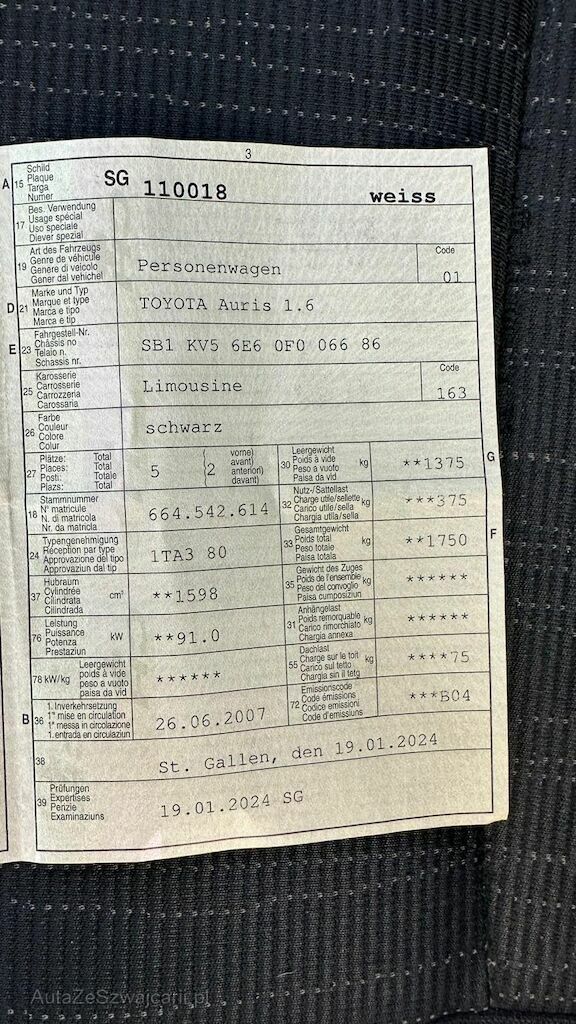 3
A 15 Schild
Plaque
Targa
Numer
SG 110018 weiss
17 Bes. Verwendung
Usage spécial
Uso speciale
Diever spezial
19 Art des Fahrzeugs
Genre de véhicule
Genere di veicolo
Gener dal vehichel
Personenwagen
Code
01
D 21 Marke und Typ
Marque et type
Marca e tipo
Marca e tip
TOYOTA Auris 1.6
E 23 Fahrgestell-Nr.
Châssis no
Telaio n.
Schassis nr.
SB1 KV5 6E6 0F0 066 86
25 Karosserie
Carrosserie
Carrozzeria
Carossaria
Limousine
Code
163
26 Farbe
Couleur
Colore
Colur
schwarz
27 Plätze: Total
Places: Total
Posti: Totale
Plazs: Total
5 (2 vorne)
avant)
anteriori)
davant)
30 Leergewicht
Poids à vide
Peso a vuoto
Paisa da vid
kg
**1375
G
18 Stammnummer
N° matricule
N. di matricola
Nr. da matricla
664.542.614
32 Nutz-/Sattellast
Charge utile/sellette
Carico utile/sella
Chargia utila/sella
kg
***375
24 Typengenehmigung
Réception par type
Approvazione del tipo
Approvaziun dal tip
1TA3 80
33 Gesamtgewicht
Poids total
Peso totale
Paisa totala
kg
**1750
F
37 Hubraum
Cylindrée
Cilindrata
Cilindrada
cm³
**1598
35 Gewicht des Zuges
Poids de l'ensemble
Peso del convoglio
Paisa cumposiziun
kg
******
76 Leistung
Puissance
Potenza
Prestaziun
kW
**91.0
31 Anhängelast
Poids remorquable
Carico rimorchiato
Chargia annexa
kg
******
78 kW/kg Leergewicht
poids à vide
peso a vuoto
paisa da vid
******
55 Dachlast
Charge sur le toit
Carico sul tetto
Chargia sin il tetg
kg
****75
B 36 1. Inverkehrsetzung
1re mise en circulation
1a messa in circolazione
1. entrada en circulaziun
26.06.2007
72 Emissionscode
Code émissions
Codice emissioni
Code d'emissiuns
***B04
38
St. Gallen, den 19.01.2024
39 Prüfungen
Expertises
Perizie
Examinaziuns
19.01.2024 SG
AutaZeSzwajcarii.pl